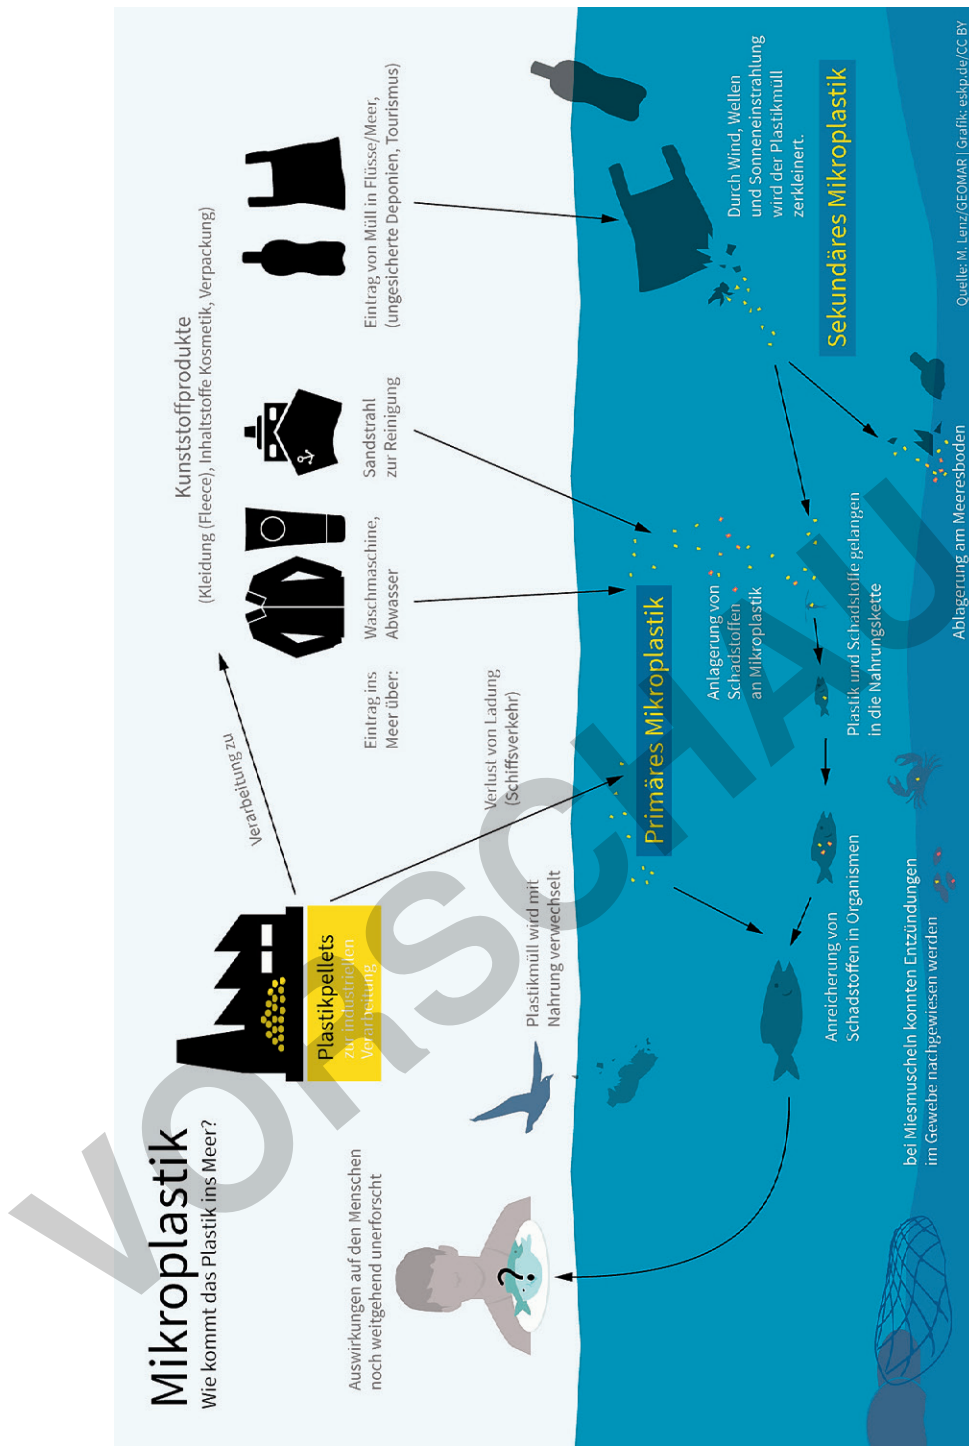 Mikroplastik
Wie kommt das Plastik ins Meer?
Plastikpellets
zur industriellen
Verarbeitung
Verarbeitung zu
Kunststoffprodukte
(Kleidung (Fleece), Inhaltstoffe Kosmetik, Verpackung)
Eintrag ins
Meer über:
Waschmaschine,
Abwasser
Sandstrahl
zur Reinigung
Eintrag von Müll in Flüsse/Meer,
(ungesicherte Deponien, Tourismus)
Verlust von Ladung
(Schiffsverkehr)
Auswirkungen auf den Menschen
noch weitgehend unerforscht
Plastikmüll wird mit
Nahrung verwechselt
Primäres Mikroplastik
Anlagerung von
Schadstoffen
an Mikroplastik
Durch Wind, Wellen
und Sonneneinstrahlung
wird der Plastikmüll
zerkleinert.
Sekundäres Mikroplastik
Anreicherung von
Schadstoffen in Organismen
Plastik und Schadstoffe gelangen
in die Nahrungskette
bei Miesmuscheln konnten Entzündungen
im Gewebe nachgewiesen werden
Ablagerung am Meeresboden
Quelle: M. Lenz/GEOMAR | Grafik: eskp.de/CC BY
VORSCHAU